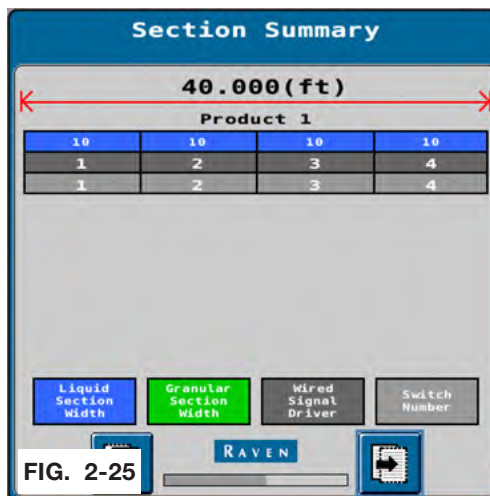 Section Summary
40.000(ft)
Product 1
10 10 10 10
1 2 3 4
1 2 3 4
Liquid Section Width
Granular Section Width
Wired Signal Driver
Switch Number
RAVEN
FIG. 2-25